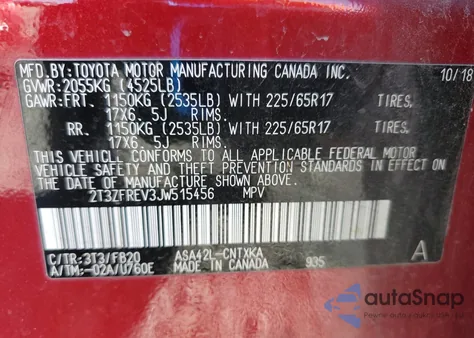 MFD.BY:TOYOTA MOTOR MANUFACTURING CANADA INC. 10/18
GVWR:2055KG (4525LB)
GAWR:FRT. 1150KG (2535LB) WITH 225/65R17 TIRES,
17X6. 5J RIMS.
RR. 1150KG (2535LB) WITH 225/65R17 TIRES,
17X6. 5J RIMS.
THIS VEHICLE CONFORMS TO ALL APPLICABLE FEDERAL MOTOR
VEHICLE SAFETY AND THEFT PREVENTION STANDARDS IN EFFECT ON
THE DATE OF MANUFACTURE SHOWN ABOVE.
2T3ZFREV3JW515456 MPV
C/TR:3T3/FB20 ASA42L-CNTXKA A
A/TM:-02A/U760E MADE IN CANADA 935
autoSnap